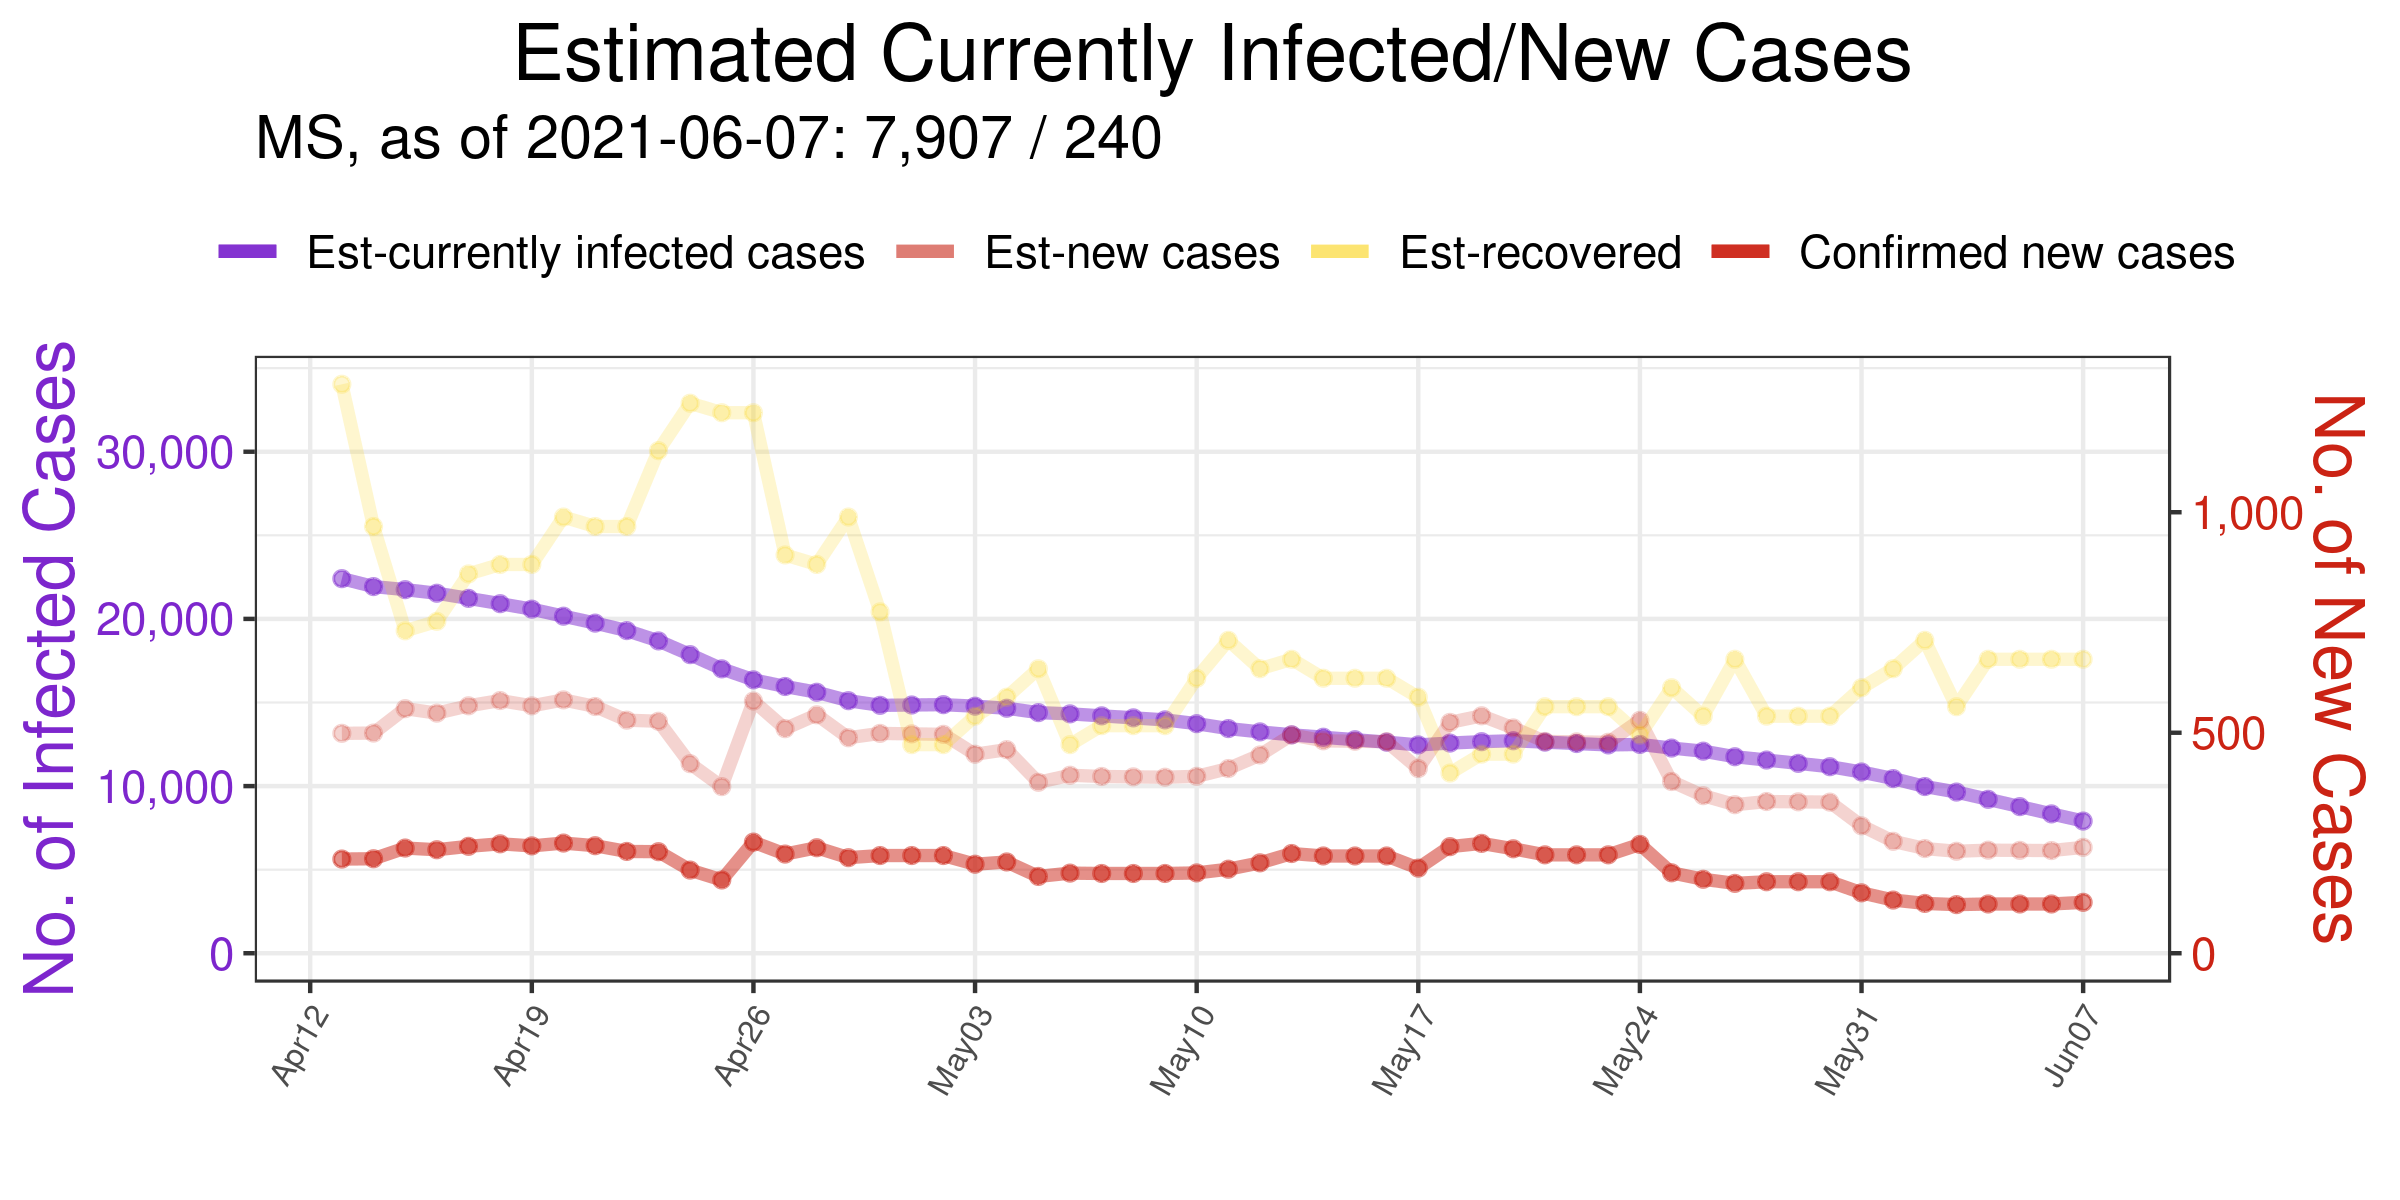 Estimated Currently Infected/New Cases
MS, as of 2021-06-07: 7,907 / 240
Est-currently infected cases Est-new cases Est-recovered Confirmed new cases
No. of Infected Cases
30,000
20,000
10,000
0
1,000
500
0
No. of New Cases
Apr12 Apr19 Apr26 May03 May10 May17 May24 May31 Jun07